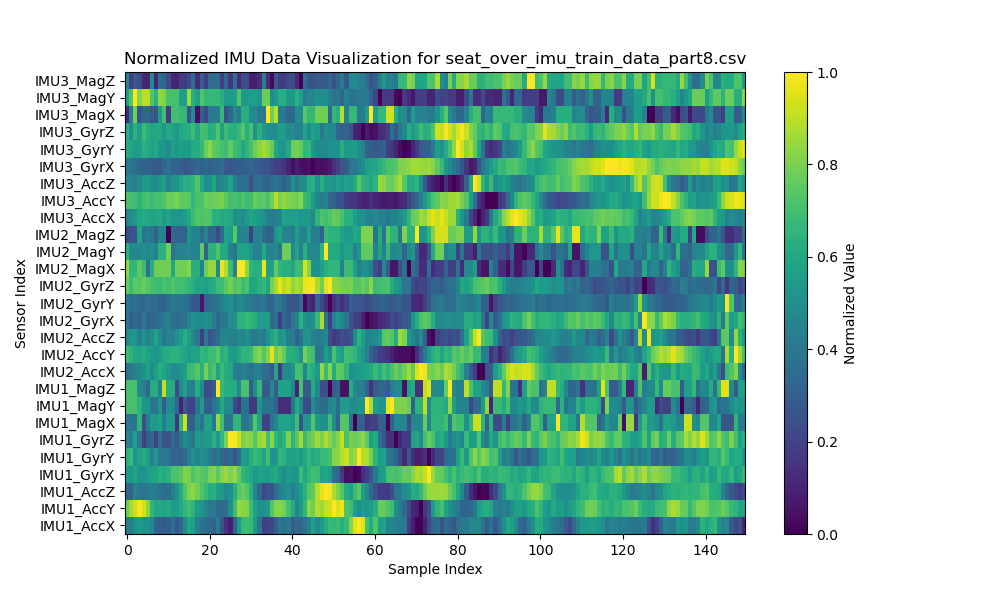 Normalized IMU Data Visualization for seat_over_imu_train_data_part8.csv
IMU3_MagZ
IMU3_MagY
IMU3_MagX
IMU3_GyrZ
IMU3_GyrY
IMU3_GyrX
IMU3_AccZ
IMU3_AccY
IMU3_AccX
IMU2_MagZ
IMU2_MagY
IMU2_MagX
IMU2_GyrZ
IMU2_GyrY
IMU2_GyrX
IMU2_AccZ
IMU2_AccY
IMU2_AccX
IMU1_MagZ
IMU1_MagY
IMU1_MagX
IMU1_GyrZ
IMU1_GyrY
IMU1_GyrX
IMU1_AccZ
IMU1_AccY
IMU1_AccX
Sensor Index
0 20 40 60 80 100 120 140
Sample Index
1.0
0.8
0.6
0.4
0.2
0.0
Normalized Value